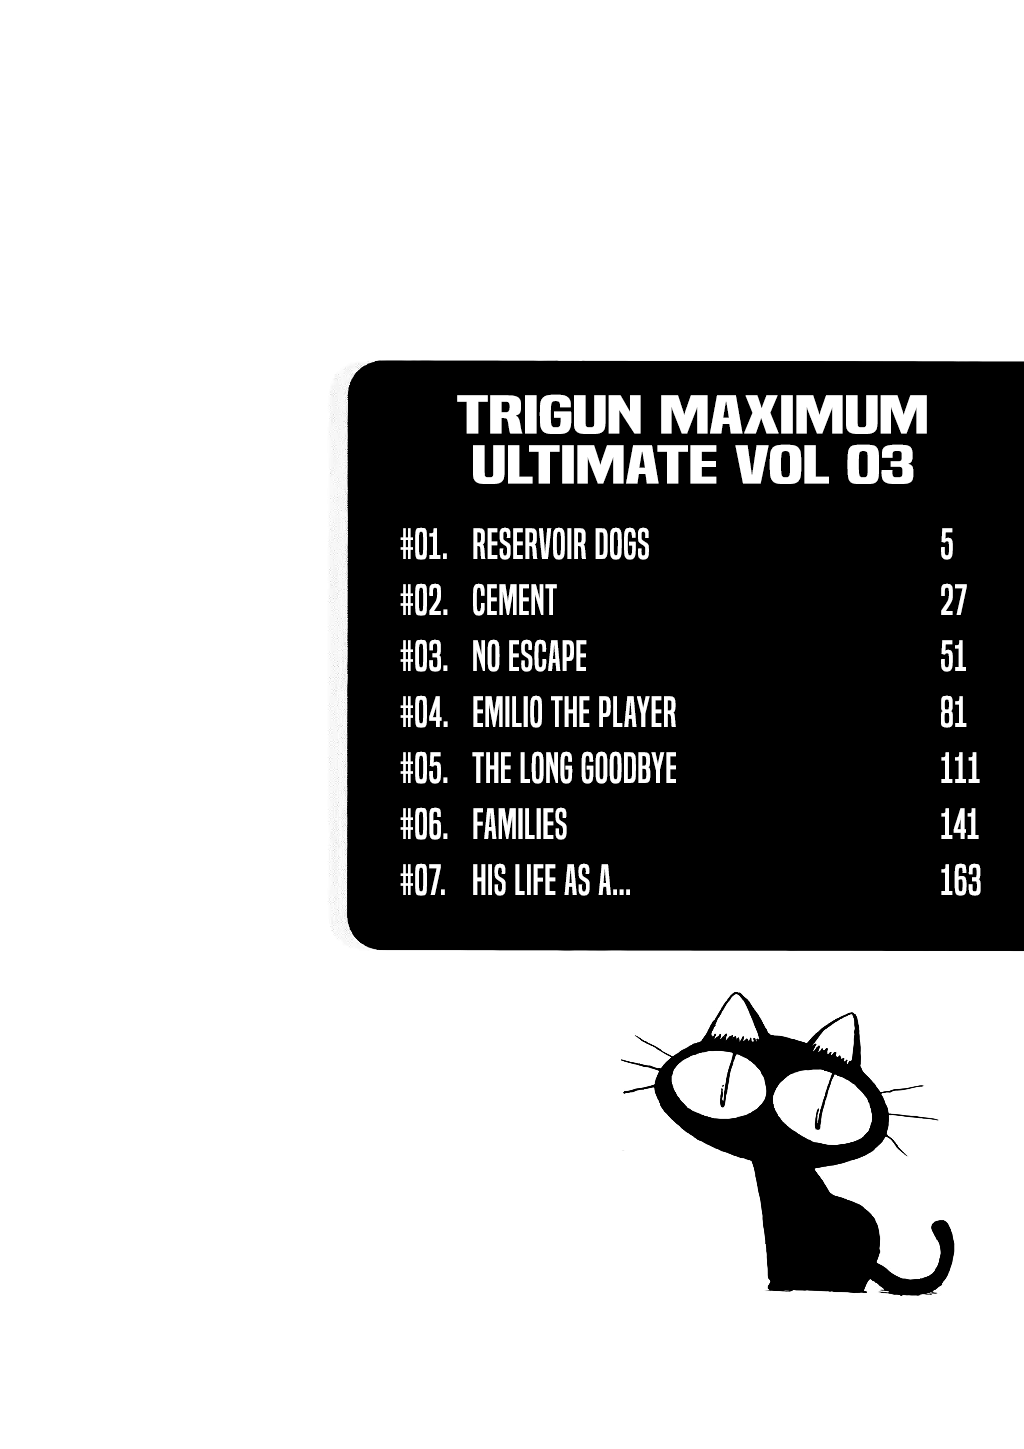 TRIGUN MAXIMUM
ULTIMATE VOL 03
#01. RESERVOIR DOGS 5
#02. CEMENT 27
#03. NO ESCAPE 51
#04. EMILIO THE PLAYER 81
#05. THE LONG GOODBYE 111
#06. FAMILIES 141
#07. HIS LIFE AS A... 163